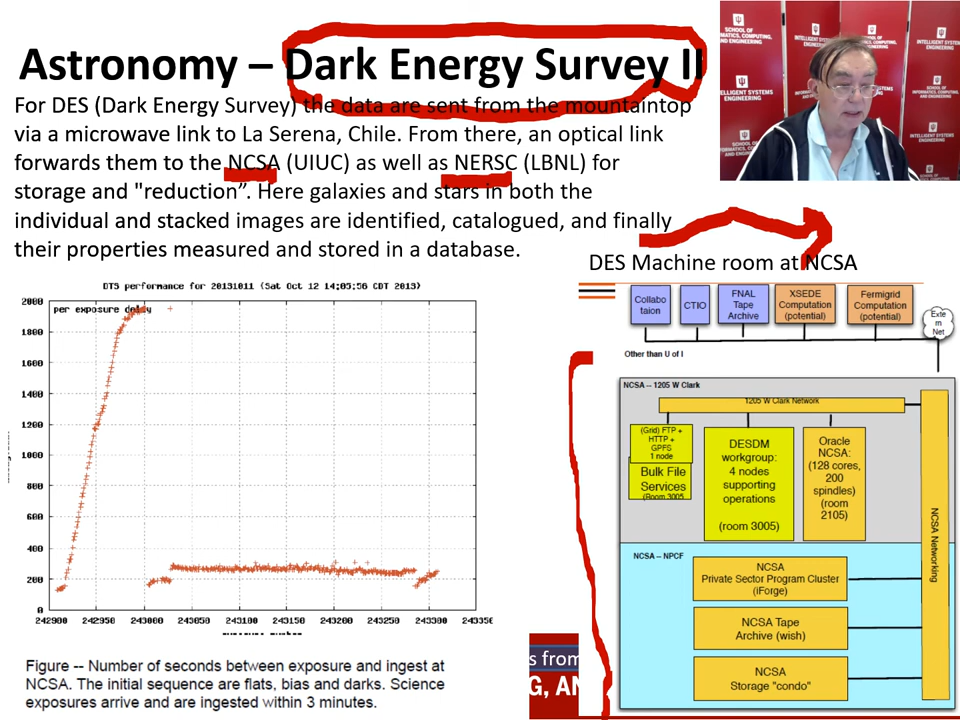 Astronomy – Dark Energy Survey II
For DES (Dark Energy Survey) the data are sent from the mountaintop
via a microwave link to La Serena, Chile. From there, an optical link
forwards them to the NCSA (UIUC) as well as NERSC (LBNL) for
storage and "reduction”. Here galaxies and stars in both the
individual and stacked images are identified, catalogued, and finally
their properties measured and stored in a database.
SCHOOL OF
INFORMATICS, COMPUTING,
AND ENGINEERING
INTELLIGENT SYSTEMS
ENGINEERING
DES Machine room at NCSA
DTS performance for 20131011 (Sat Oct 12 14:05:56 CDT 2013)
per exposure delay
2000
1800
1600
1400
1200
1000
800
600
400
200
0
242900
242950
243000
243050
243100
243150
243200
243250
243300
243350
Figure -- Number of seconds between exposure and ingest at
NCSA. The initial sequence are flats, bias and darks. Science
exposures arrive and are ingested within 3 minutes.
Collabo
taion
CTIO
FNAL
Tape
Archive
XSEDE
Computation
(potential)
Fermigrid
Computation
(potential)
Exte
rn
Net
Other than U of I
NCSA -- 1205 W Clark
1205 W Clark Network
(Grid) FTP +
HTTP +
GPFS
1 node
Bulk File
Services
(Room 3005
DESDM
workgroup:
4 nodes
supporting
operations
(room 3005)
Oracle
NCSA:
(128 cores,
200
spindles)
(room
2105)
NCSA Networking
NCSA -- NPCF
NCSA
Private Sector Program Cluster
(iForge)
NCSA Tape
Archive (wish)
NCSA
Storage "condo"
s from
G, AN